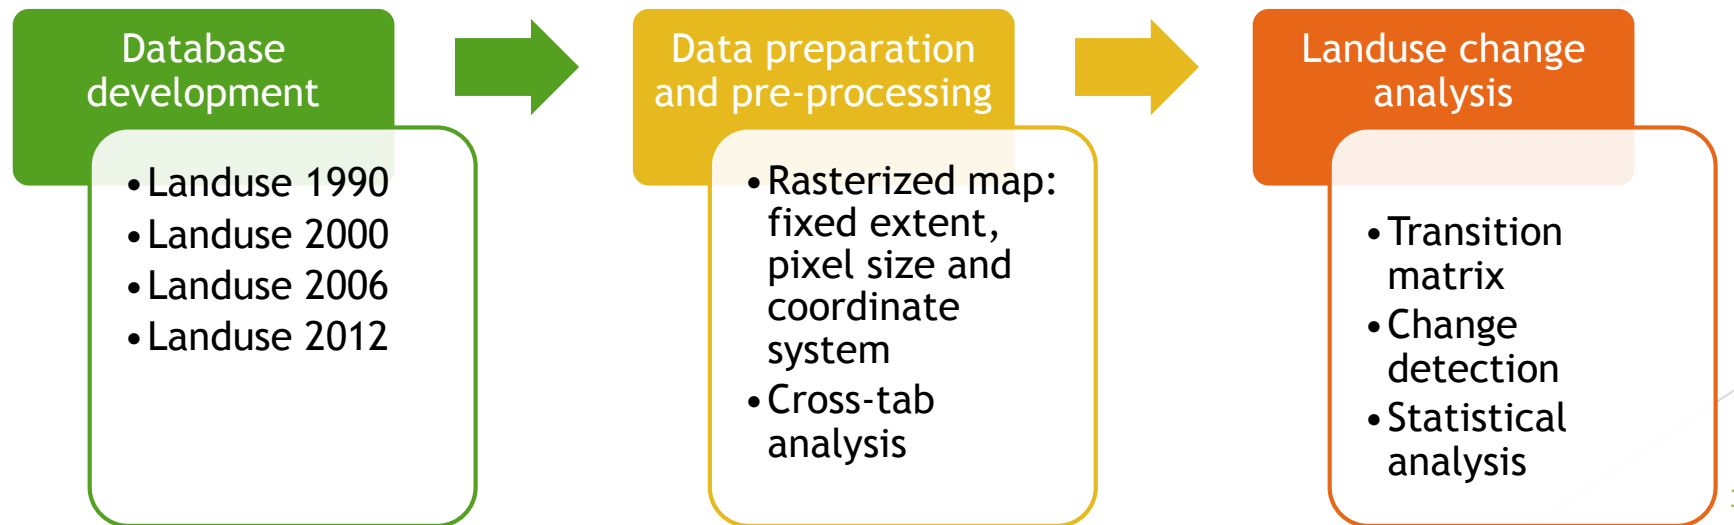 Database
development
•Landuse 1990
•Landuse 2000
•Landuse 2006
•Landuse 2012
Data preparation
and pre-processing
•Rasterized map:
fixed extent,
pixel size and
coordinate
system
•Cross-tab
analysis
Landuse change
analysis
•Transition
matrix
•Change
detection
•Statistical
analysis